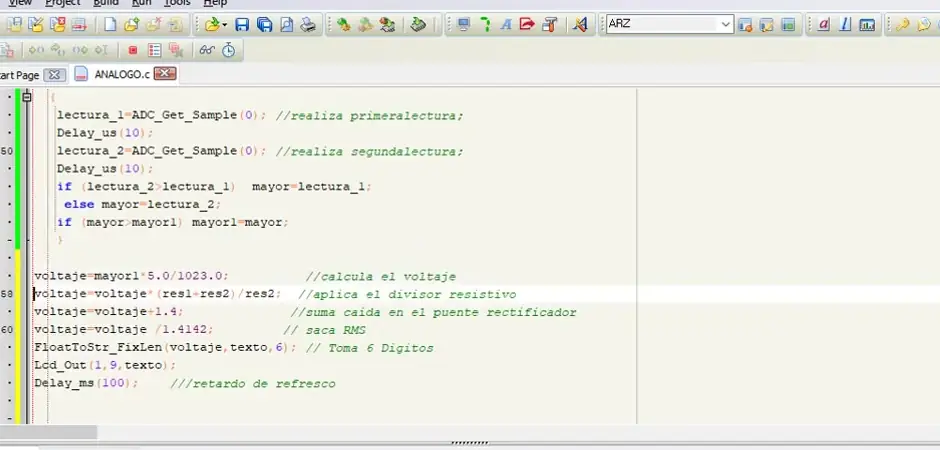 View Project Build Run Tools Help
ARZ
art Page ANALOGO.c
{
lectura_1=ADC_Get_Sample(0); //realiza primeralectura;
Delay_us(10);
50 lectura_2=ADC_Get_Sample(0); //realiza segundalectura;
Delay_us(10);
if (lectura_2>lectura_1) mayor=lectura_1;
else mayor=lectura_2;
if (mayor>mayor1) mayor1=mayor;
}
voltaje=mayor1*5.0/1023.0; //calcula el voltaje
58 voltaje=voltaje*(res1+res2)/res2; //aplica el divisor resistivo
voltaje=voltaje+1.4; //suma caida en el puente rectificador
60 voltaje=voltaje /1.4142; // saca RMS
FloatToStr_FixLen(voltaje,texto,6); // Toma 6 Digitos
Lcd_Out(1,9,texto);
Delay_ms(100); ///retardo de refresco